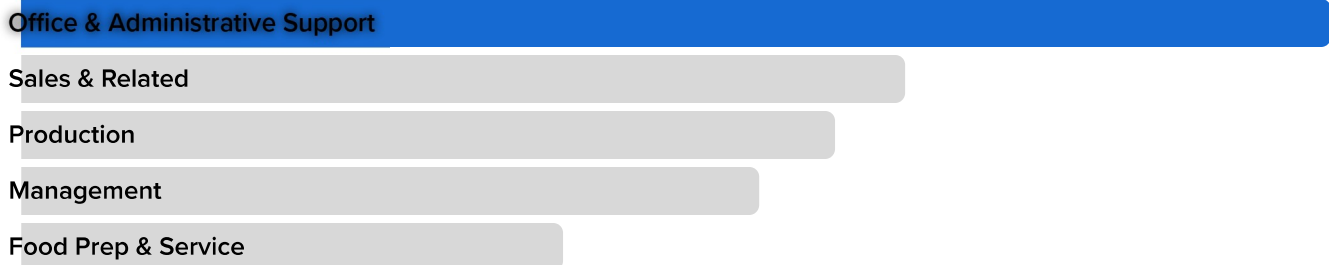 Office & Administrative Support
Sales & Related
Production
Management
Food Prep & Service